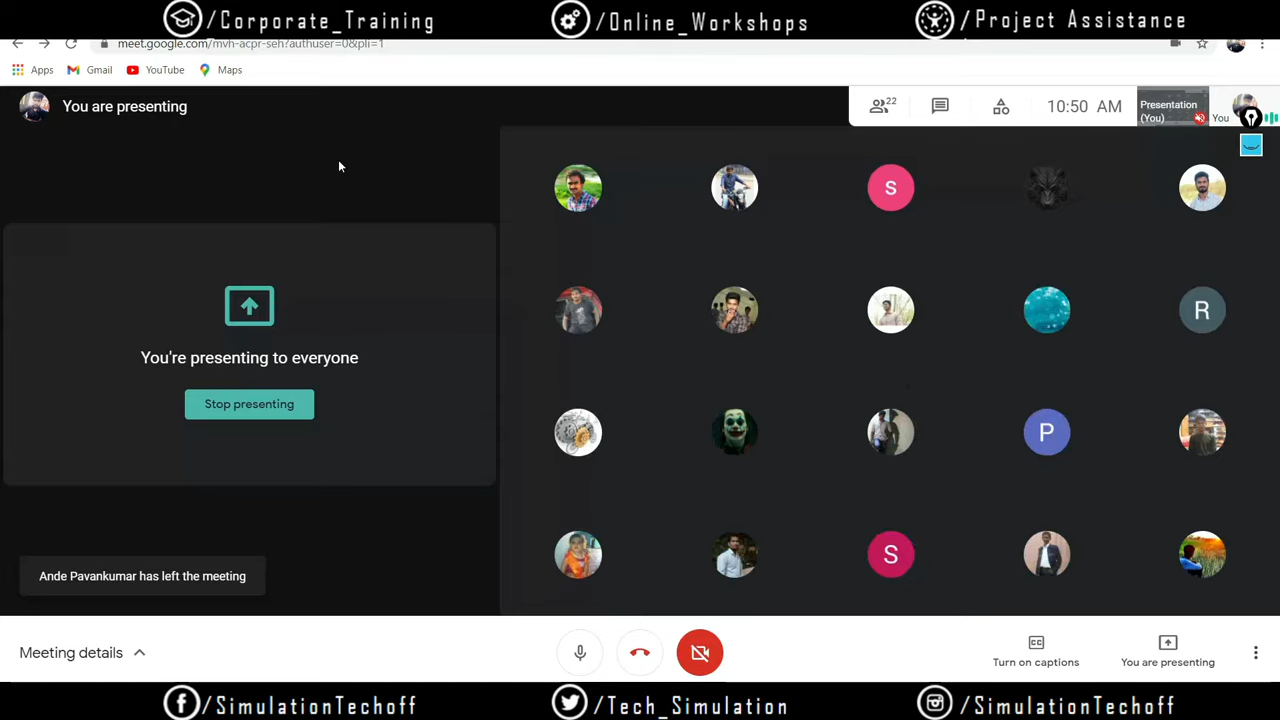 /Corporate_Training
/Online_Workshops
/Project Assistance
meet.google.com/mvh-acpr-seh?authuser=0&pli=1
Apps
Gmail
YouTube
Maps
You are presenting
22
10:50 AM
Presentation
(You)
You
S
R
You're presenting to everyone
Stop presenting
P
S
Ande Pavankumar has left the meeting
Meeting details
CC
Turn on captions
You are presenting
/SimulationTechoff
/Tech_Simulation
/SimulationTechoff